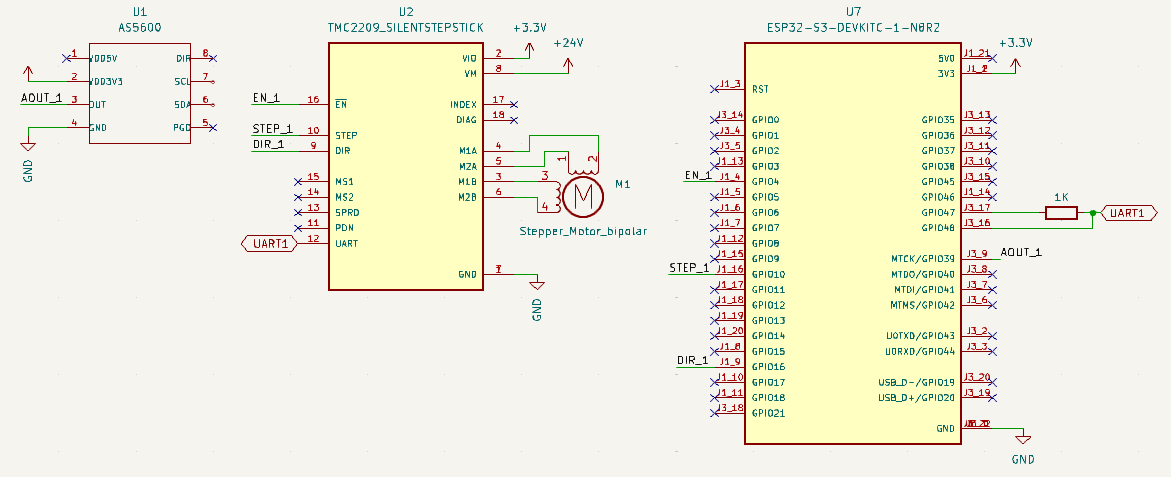 U1
AS5600
1 VDD5V DIR 8
2 VDD3V3 SCL 7
AOUT_1 3 OUT SDA 6
4 GND PGO 5
GND
U2
TMC2209_SILENTSTEPSTICK
+3.3V
+24V
VIO 2
VM 8
EN_1 16 EN INDEX 17
DIAG 18
STEP_1 10 STEP
DIR_1 9 DIR M1A 4
M2A 5
MS1 15 M1B 3
MS2 14 M2B 6
SPRD 13
PDN 11
UART1 12 UART
GND
GND
1 2
3
4
M
M1
Stepper_Motor_bipolar
U7
ESP32-S3-DEVKITC-1-N8R2
+3.3V
5V0 J1_21
3V3
J1_3 RST
J3_14 GPIO0 GPIO35 J3_13
J3_4 GPIO1 GPIO36 J3_12
J3_5 GPIO2 GPIO37 J3_11
J1_13 GPIO3 GPIO38 J3_10
EN_1 J1_4 GPIO4 GPIO45 J3_15
J1_5 GPIO5 GPIO46 J1_14
J1_6 GPIO6 GPIO47 J3_17 1K UART1
J1_7 GPIO7 GPIO48 J3_16
J1_12 GPIO8
J1_15 GPIO9 MTCK/GPIO39 J3_9 AOUT_1
STEP_1 J1_16 GPIO10 MTDO/GPIO40 J3_8
J1_17 GPIO11 MTDI/GPIO41 J3_7
J1_18 GPIO12 MTMS/GPIO42 J3_6
J1_19 GPIO13
J1_20 GPIO14 U0TXD/GPIO43 J3_2
J1_8 GPIO15 U0RXD/GPIO44 J3_3
DIR_1 J1_9 GPIO16
J1_10 GPIO17 USB_D-/GPIO19 J3_20
J1_11 GPIO18 USB_D+/GPIO20 J3_19
J3_18 GPIO21
GND
GND